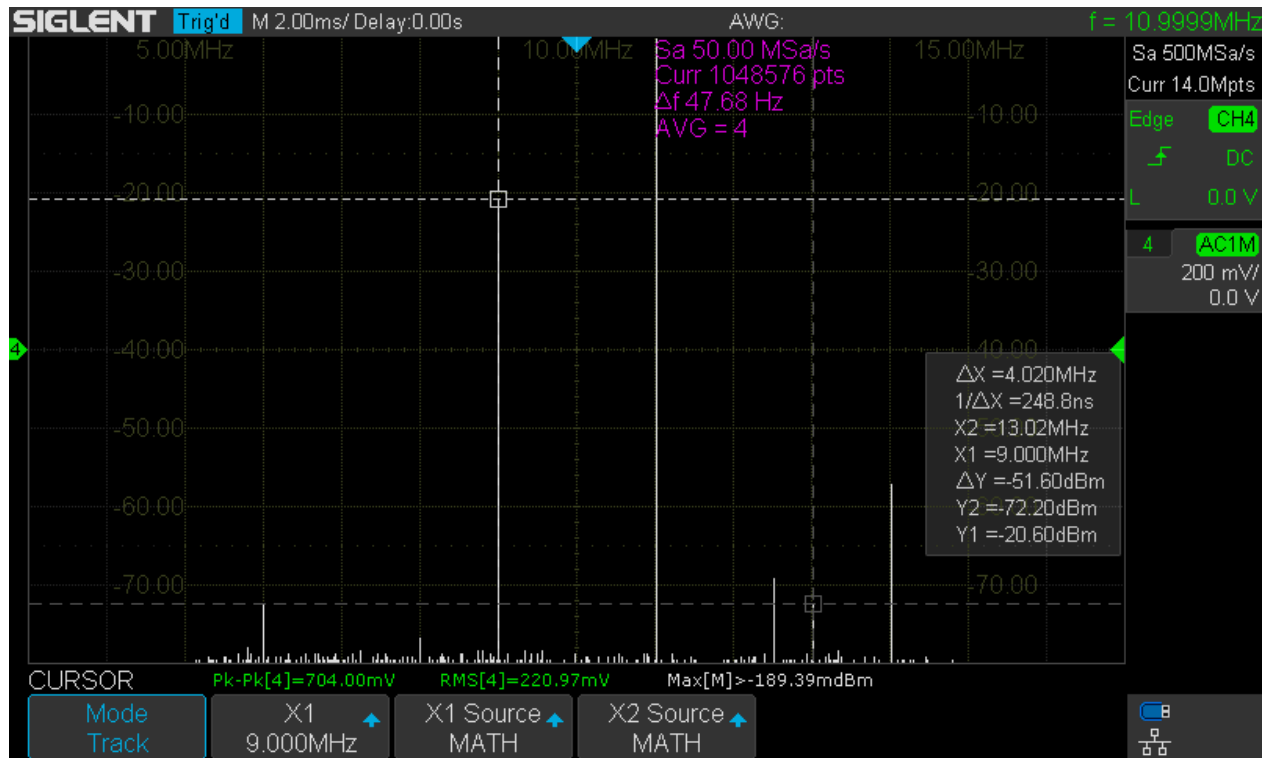 SIGLENT Trig'd M 2.00ms/ Delay:0.00s AWG: f = 10.9999MHz
5.00MHz 10.00MHz 15.00MHz
Sa 50.00 MSa/s
Curr 1048576 pts
Δf 47.68 Hz
AVG = 4
Sa 500MSa/s
Curr 14.0Mpts
Edge CH4
DC
L 0.0 V
4 AC1M
200 mV/
0.0 V
-10.00 -10.00
-20.00 -20.00
-30.00 -30.00
4 -40.00 -40.00
-50.00
-60.00
-70.00 -70.00
△X =4.020MHz
1/△X =248.8ns
X2 =13.02MHz
X1 =9.000MHz
△Y =-51.60dBm
Y2 =-72.20dBm
Y1 =-20.60dBm
CURSOR Pk-Pk[4]=704.00mV RMS[4]=220.97mV Max[M]>-189.39mdBm
Mode
Track
X1
9.000MHz
X1 Source
MATH
X2 Source
MATH